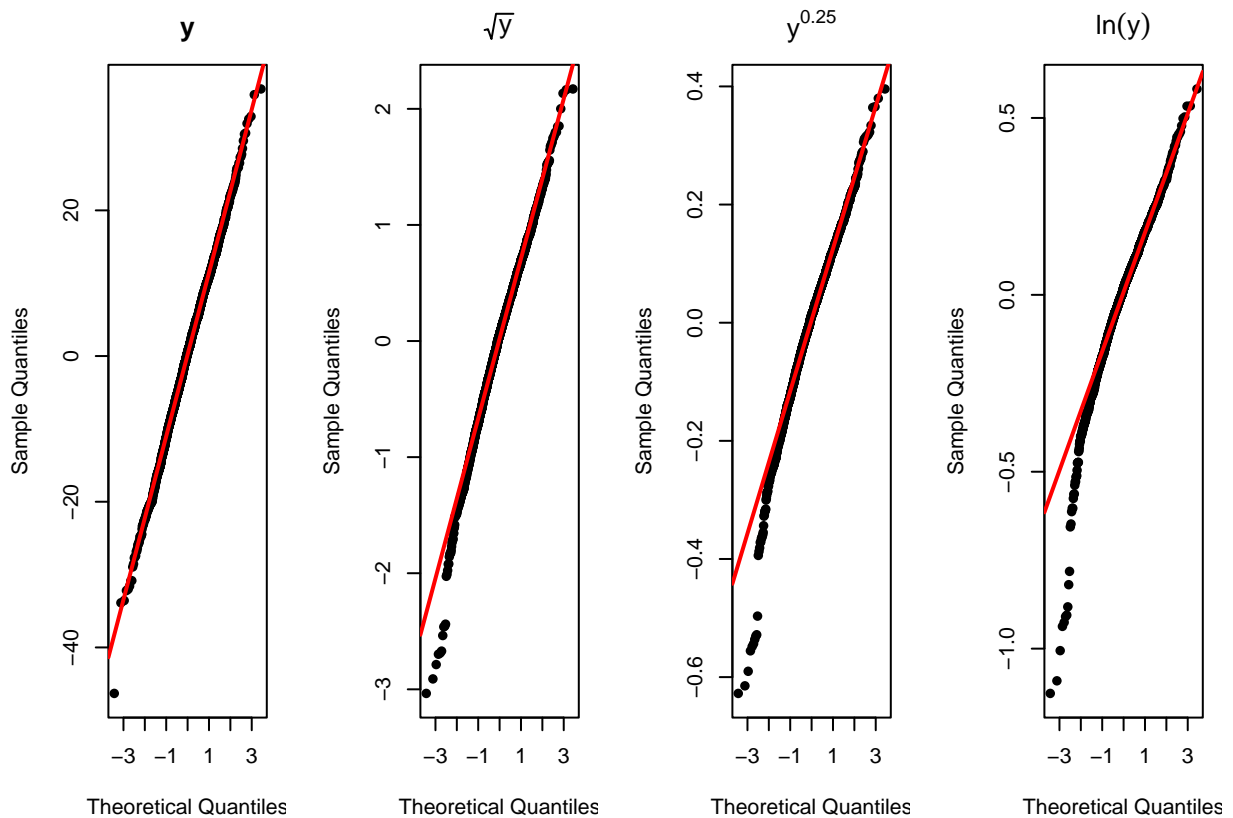 y
√y
y^0.25
ln(y)
20
0
−20
−40
Sample Quantiles
−3 −1 1 3
Theoretical Quantiles
2
1
0
−1
−2
−3
Sample Quantiles
−3 −1 1 3
Theoretical Quantiles
0.4
0.2
0.0
−0.2
−0.4
−0.6
Sample Quantiles
−3 −1 1 3
Theoretical Quantiles
0.5
0.0
−0.5
−1.0
Sample Quantiles
−3 −1 1 3
Theoretical Quantiles